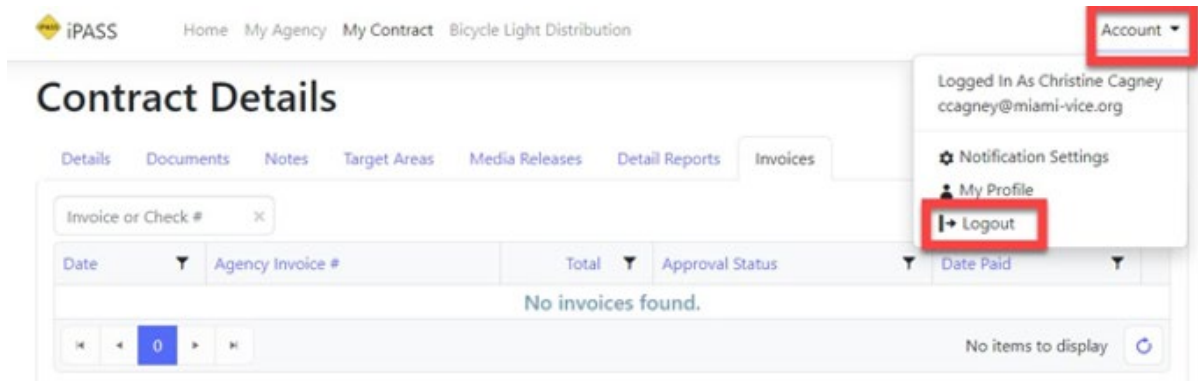 iPASS Home My Agency My Contract Bicycle Light Distribution Account
Logged In As Christine Cagney
ccagney@miami-vice.org
Notification Settings
My Profile
Logout
Contract Details
Details Documents Notes Target Areas Media Releases Detail Reports Invoices
Invoice or Check #
Date Agency Invoice # Total Approval Status Date Paid
No invoices found.
0 No items to display